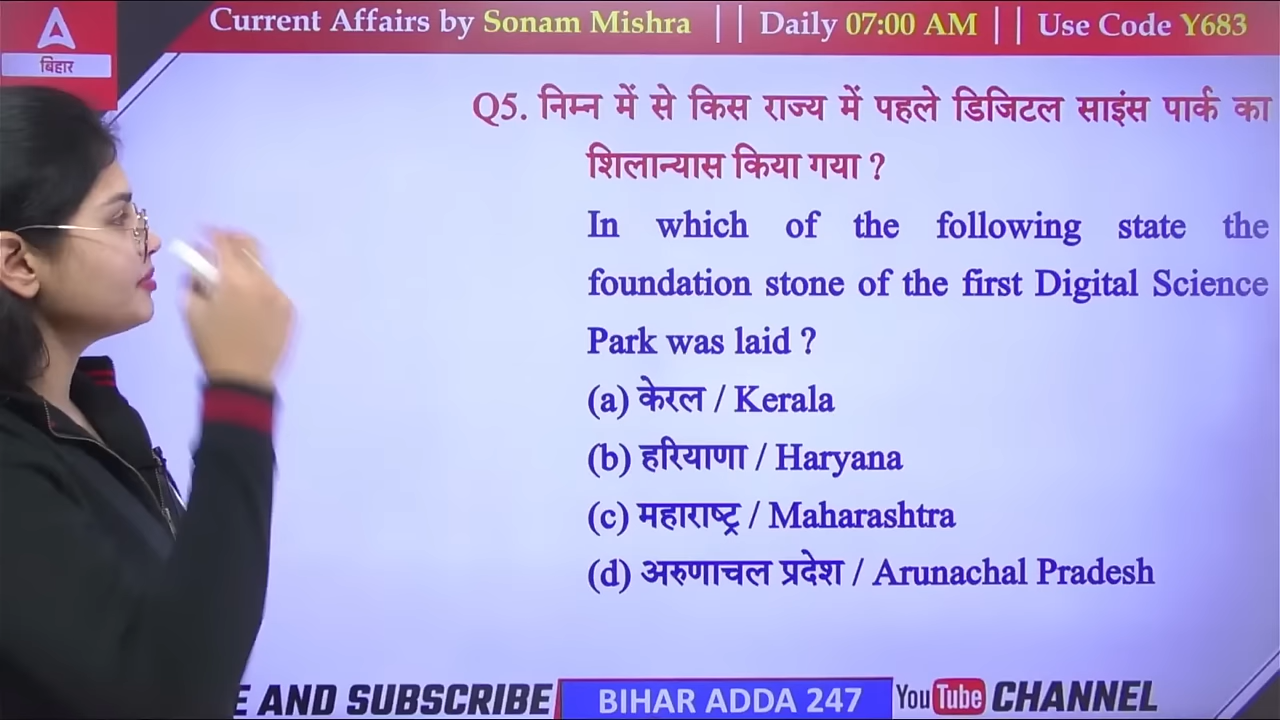 Current Affairs by Sonam Mishra || Daily 07:00 AM || Use Code Y683
बिहार
Q5. निम्न में से किस राज्य में पहले डिजिटल साइंस पार्क का
शिलान्यास किया गया ?
In which of the following state the
foundation stone of the first Digital Science
Park was laid ?
(a) केरल / Kerala
(b) हरियाणा / Haryana
(c) महाराष्ट्र / Maharashtra
(d) अरुणाचल प्रदेश / Arunachal Pradesh
E AND SUBSCRIBE BIHAR ADDA 247 YouTube CHANNEL